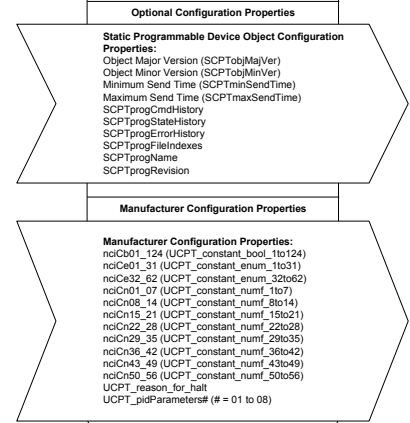 Optional Configuration Properties
Static Programmable Device Object Configuration
Properties:
Object Major Version (SCPTobjMajVer)
Object Minor Version (SCPTobjMinVer)
Minimum Send Time (SCPTminSendTime)
Maximum Send Time (SCPTmaxSendTime)
SCPTprogCmdHistory
SCPTprogStateHistory
SCPTprogErrorHistory
SCPTprogFileIndexes
SCPTprogName
SCPTprogRevision
Manufacturer Configuration Properties
Manufacturer Configuration Properties:
nciCb01_124 (UCPT_constant_bool_1to124)
nciCe01_31 (UCPT_constant_enum_1to31)
nciCe32_62 (UCPT_constant_enum_32to62)
nciCn01_07 (UCPT_constant_numf_1to7)
nciCn08_14 (UCPT_constant_numf_8to14)
nciCn15_21 (UCPT_constant_numf_15to21)
nciCn22_28 (UCPT_constant_numf_22to28)
nciCn29_35 (UCPT_constant_numf_29to35)
nciCn36_42 (UCPT_constant_numf_36to42)
nciCn43_49 (UCPT_constant_numf_43to49)
nciCn50_56 (UCPT_constant_numf_50to56)
UCPT_reason_for_halt
UCPT_pidParameters# (# = 01 to 08)